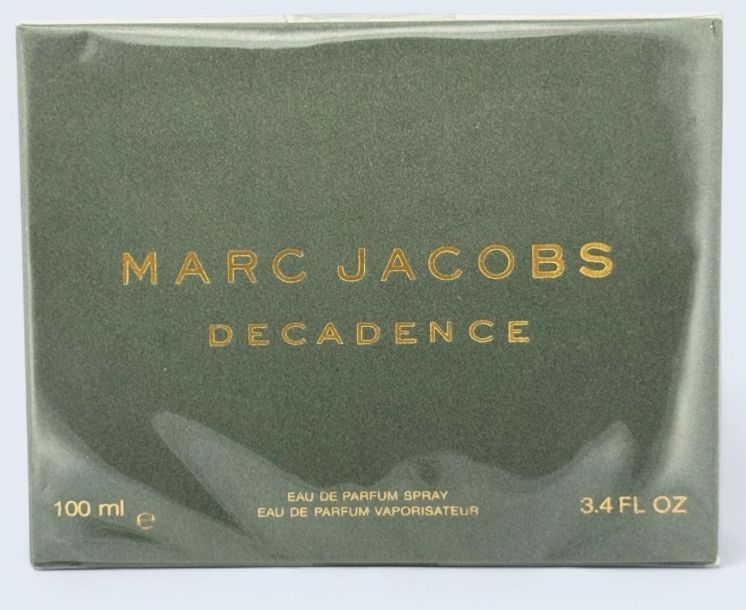 MARC JACOBS
DECADENCE
EAU DE PARFUM SPRAY
EAU DE PARFUM VAPORISATEUR
100 ml ℮
3.4 FL OZ